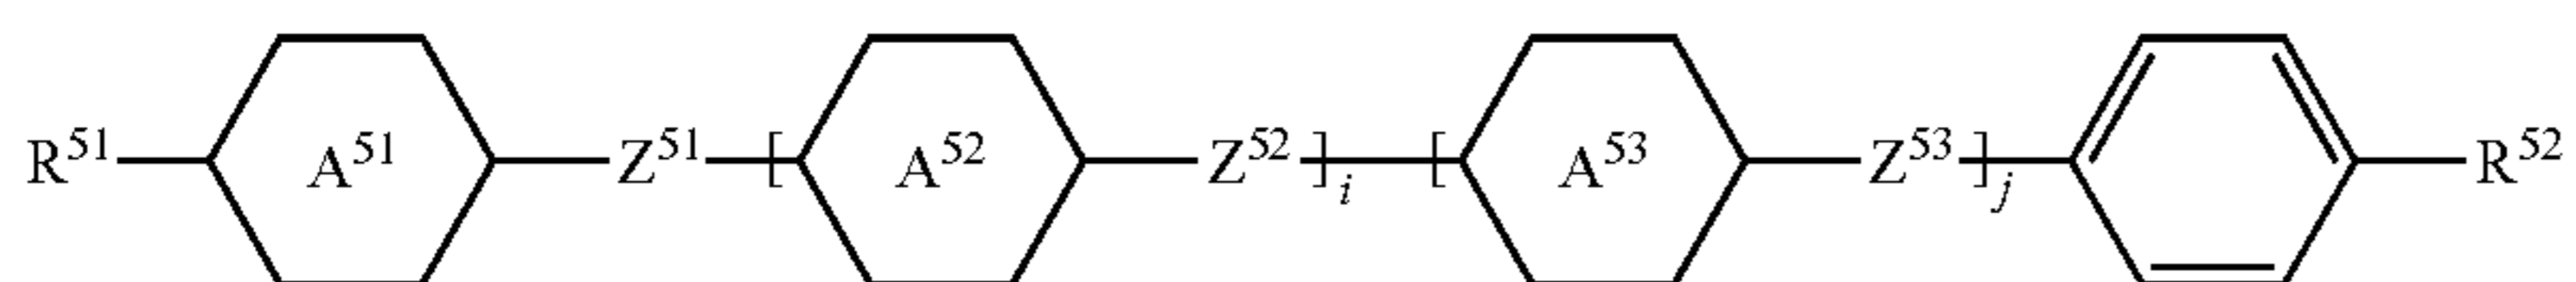 R⁵¹ A⁵¹ Z⁵¹ [ A⁵² Z⁵² ]ᵢ [ A⁵³ Z⁵³ ]ⱼ R⁵²